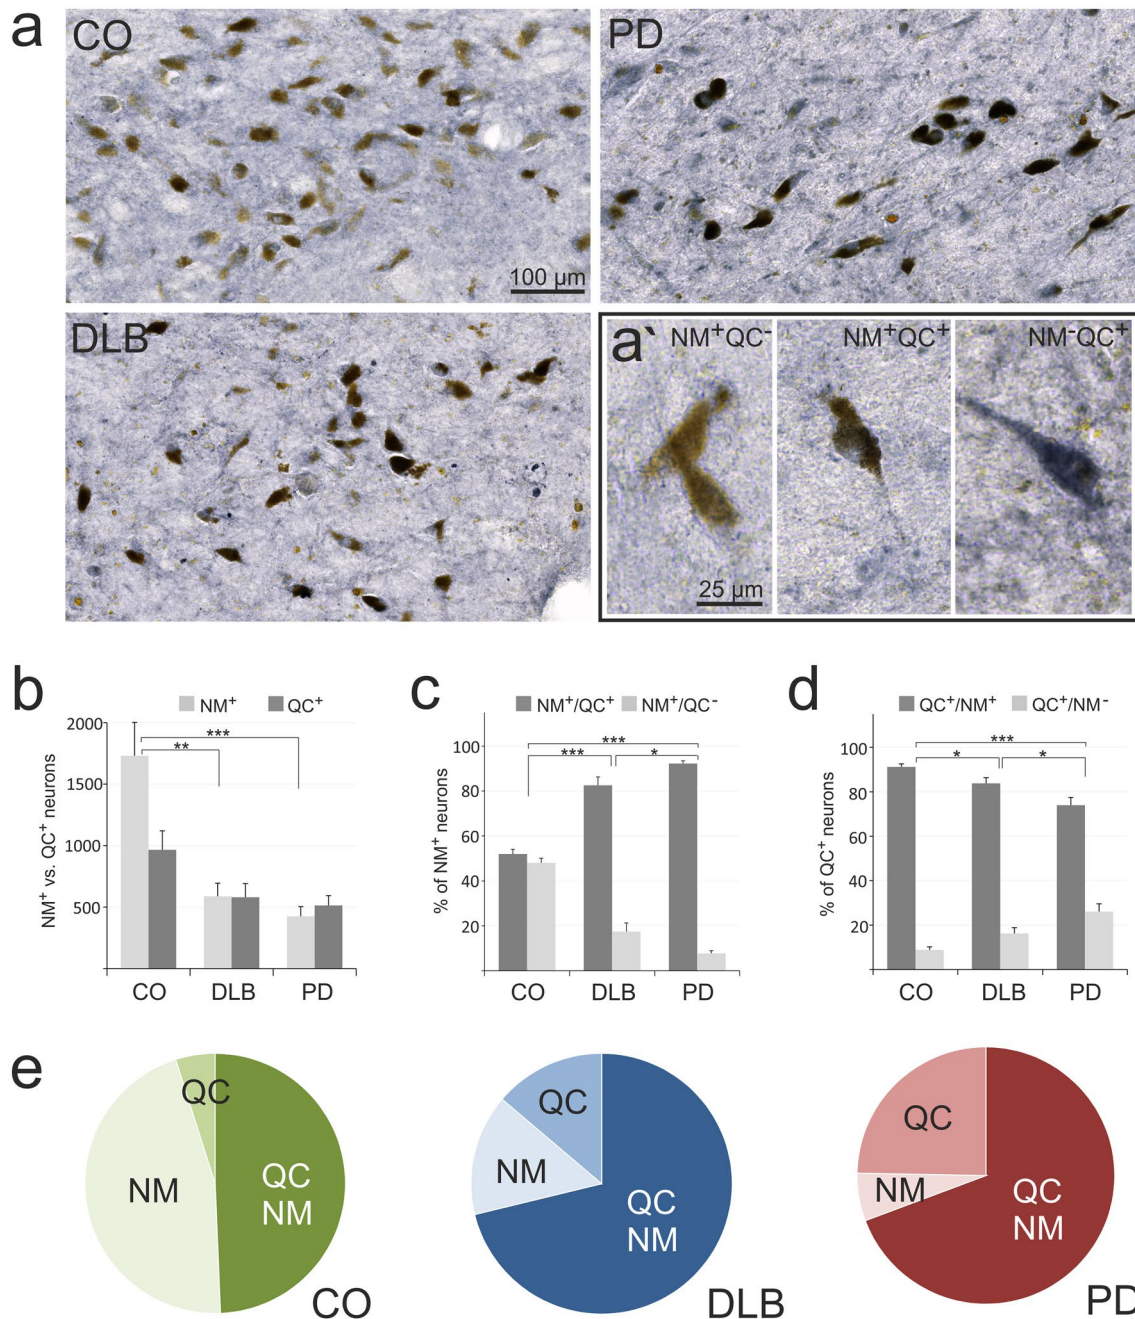 a
CO
PD
100 µm
DLB
a`
NM⁺QC⁻
NM⁺QC⁺
NM⁻QC⁺
25 µm
b
NM⁺
QC⁺
NM⁺ vs. QC⁺ neurons
2000
1500
1000
500
**
***
CO
DLB
PD
c
NM⁺/QC⁺
NM⁺/QC⁻
% of NM⁺ neurons
100
80
60
40
20
***
***
*
CO
DLB
PD
d
QC⁺/NM⁺
QC⁺/NM⁻
% of QC⁺ neurons
100
80
60
40
20
***
*
*
CO
DLB
PD
e
QC
NM
QC
NM
CO
QC
NM
QC
NM
DLB
QC
NM
QC
NM
PD